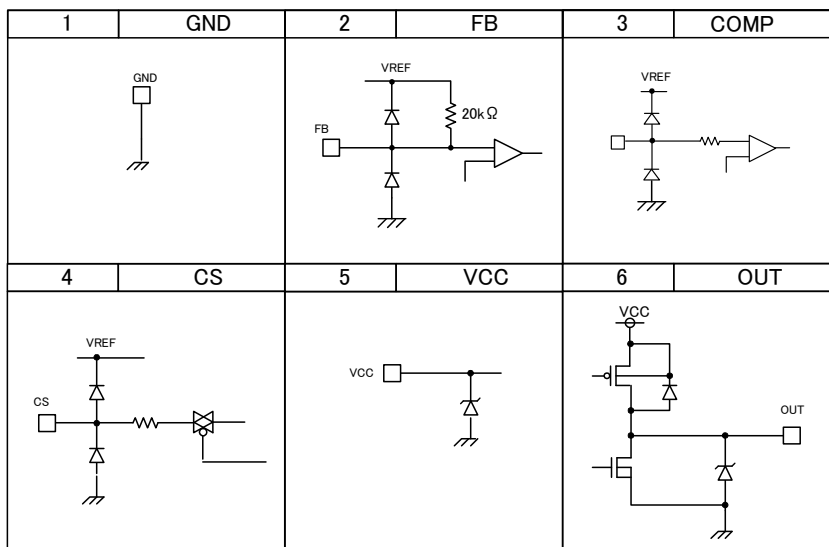 1 GND 2 FB 3 COMP
GND
VREF
20kΩ
FB
VREF
4 CS 5 VCC 6 OUT
VREF
CS
VCC
VCC
OUT